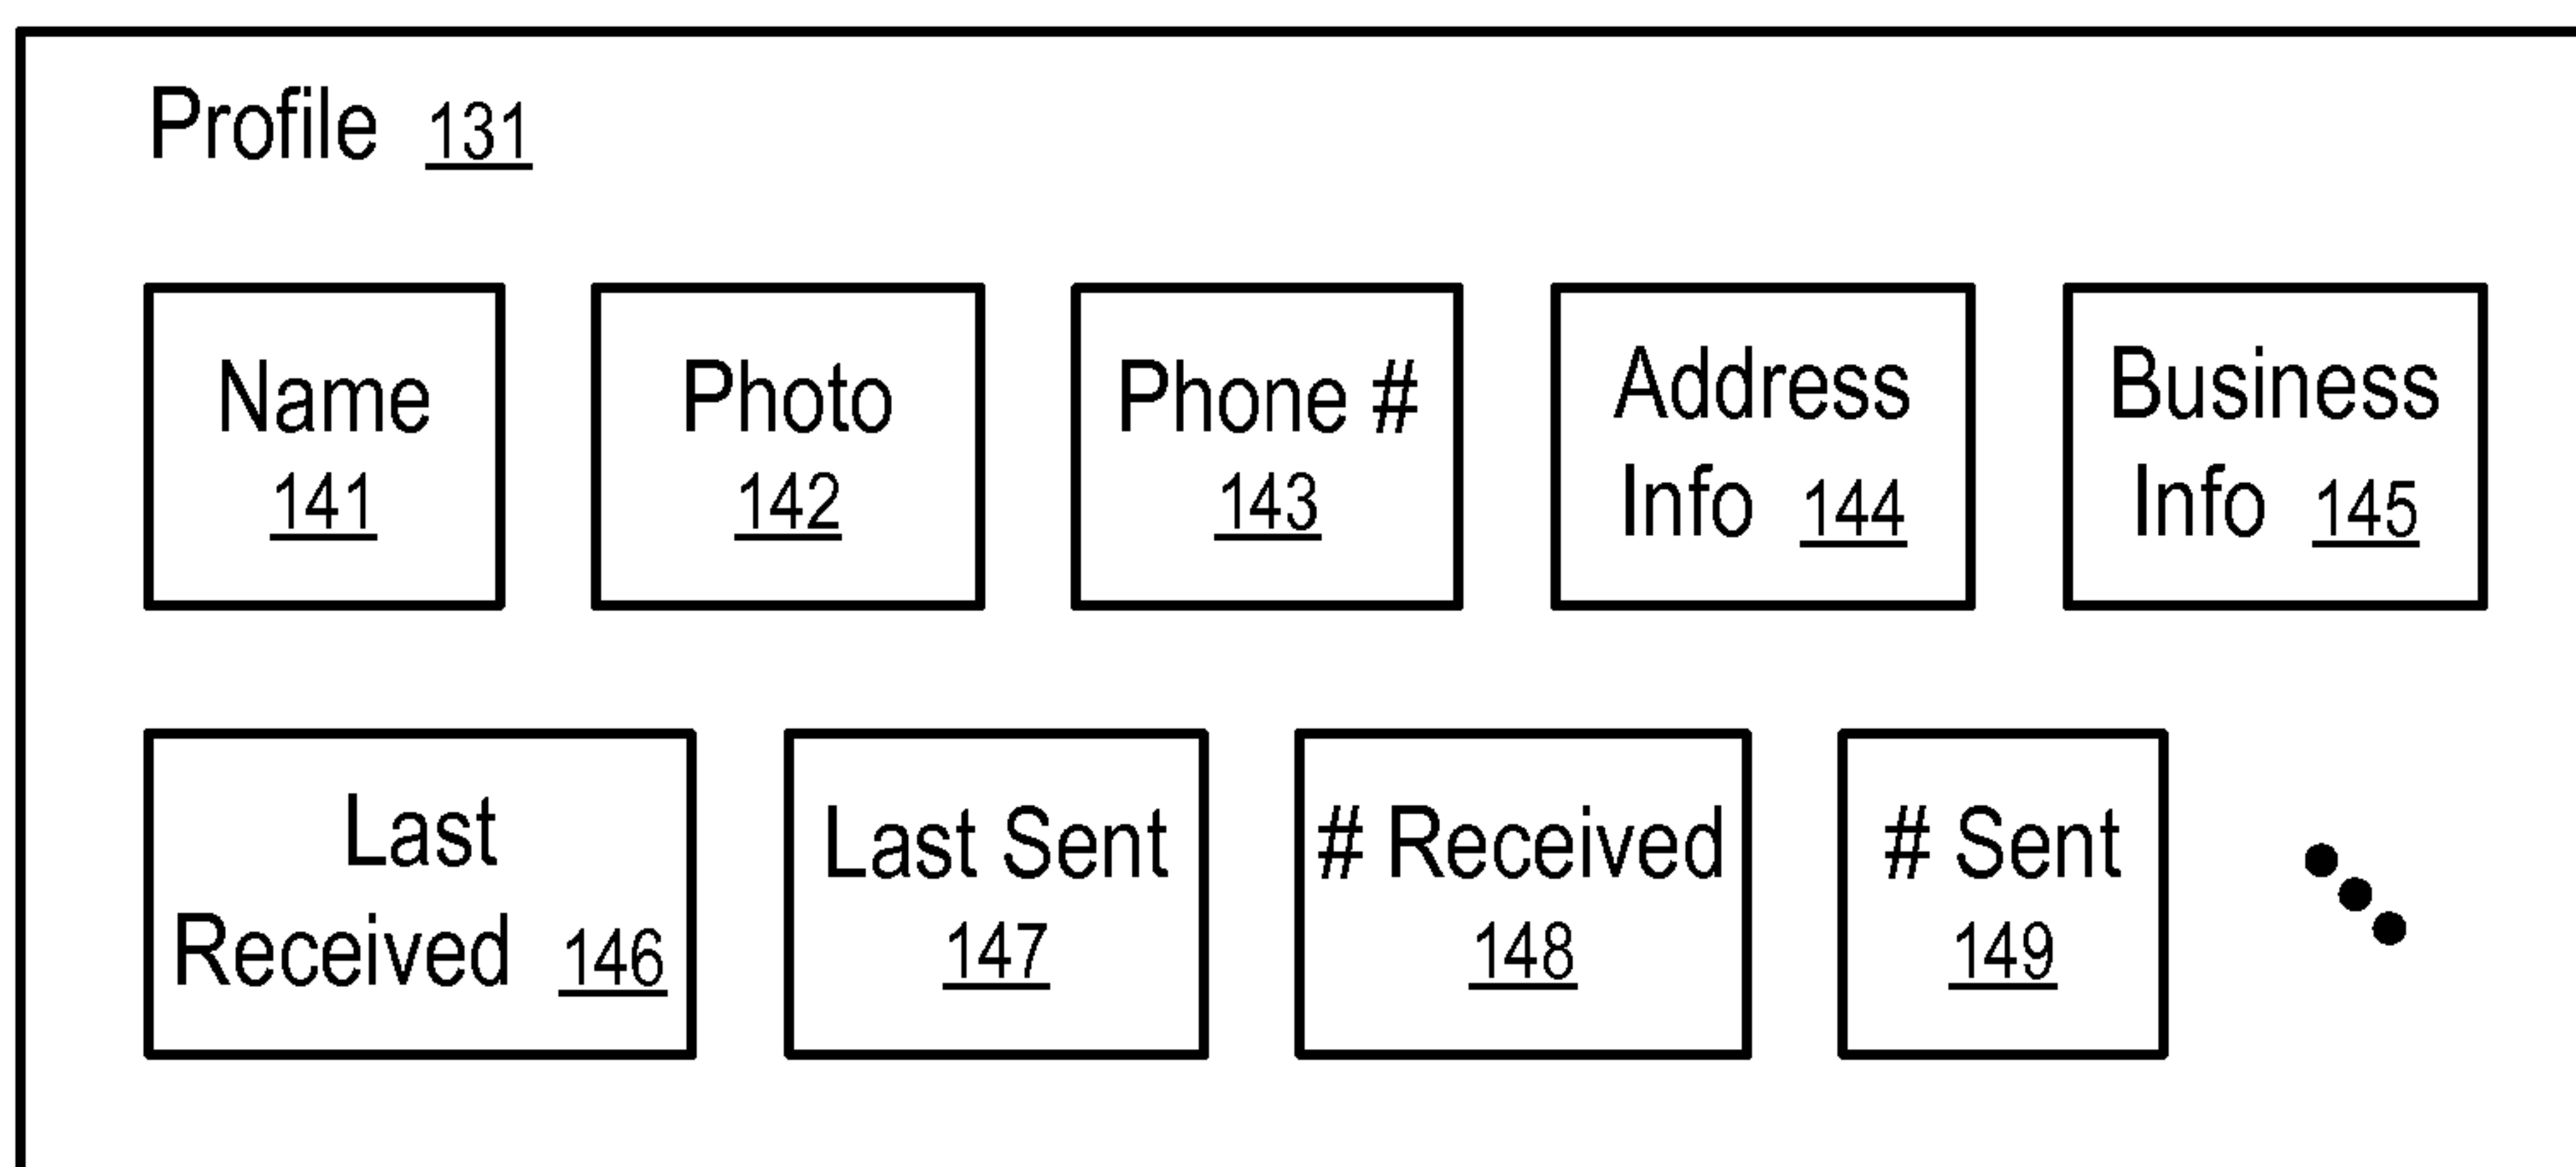 Profile 131
Name
141
Photo
142
Phone #
143
Address
Info 144
Business
Info 145
Last
Received 146
Last Sent
147
# Received
148
# Sent
149